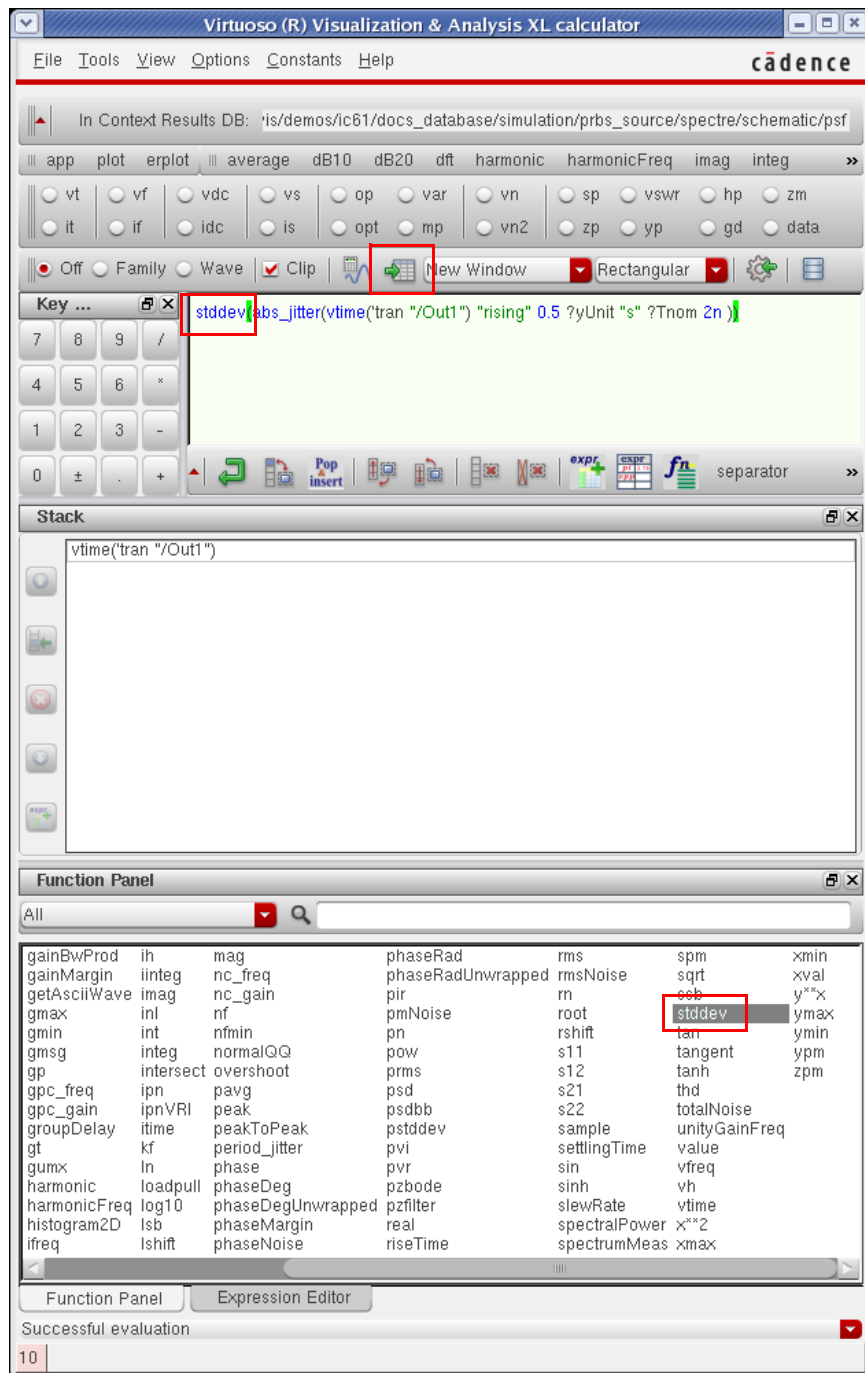 Virtuoso (R) Visualization & Analysis XL calculator
File Tools View Options Constants Help cādence
In Context Results DB: ris/demos/ic61/docs_database/simulation/prbs_source/spectre/schematic/psf
app plot erplot average dB10 dB20 dft harmonic harmonicFreq imag integ »
vt vf vdc vs op var vn sp vswr hp zm
it if idc is opt mp vn2 zp yp gd data
Off Family Wave Clip New Window Rectangular
Key ...
stddev(abs_jitter(vtime('tran "/Out1") "rising" 0.5 ?yUnit "s" ?Tnom 2n ))
7 8 9 /
4 5 6 *
1 2 3 -
0 ± . +
Pop & insert expr expr fn separator »
Stack
vtime('tran "/Out1")
expr
Function Panel
All
gainBwProd ih mag phaseRad rms spm xmin
gainMargin iinteg nc_freq phaseRadUnwrapped rmsNoise sqrt xval
getAsciiWave imag nc_gain pir rn ssb y**x
gmax inl nf pmNoise root stddev ymax
gmin int nfmin pn rshift tan ymin
gmsg integ normalQQ pow s11 tangent ypm
gp intersect overshoot prms s12 tanh zpm
gpc_freq ipn pavg psd s21 thd
gpc_gain ipnVRI peak psdbb s22 totalNoise
groupDelay itime peakToPeak pstddev sample unityGainFreq
gt kf period_jitter pvi settlingTime value
gumx ln phase pvr sin vfreq
harmonic loadpull phaseDeg pzbode sinh vh
harmonicFreq log10 phaseDegUnwrapped pzfilter slewRate vtime
histogram2D lsb phaseMargin real spectralPower x**2
ifreq lshift phaseNoise riseTime spectrumMeas xmax
Function Panel Expression Editor
Successful evaluation
10